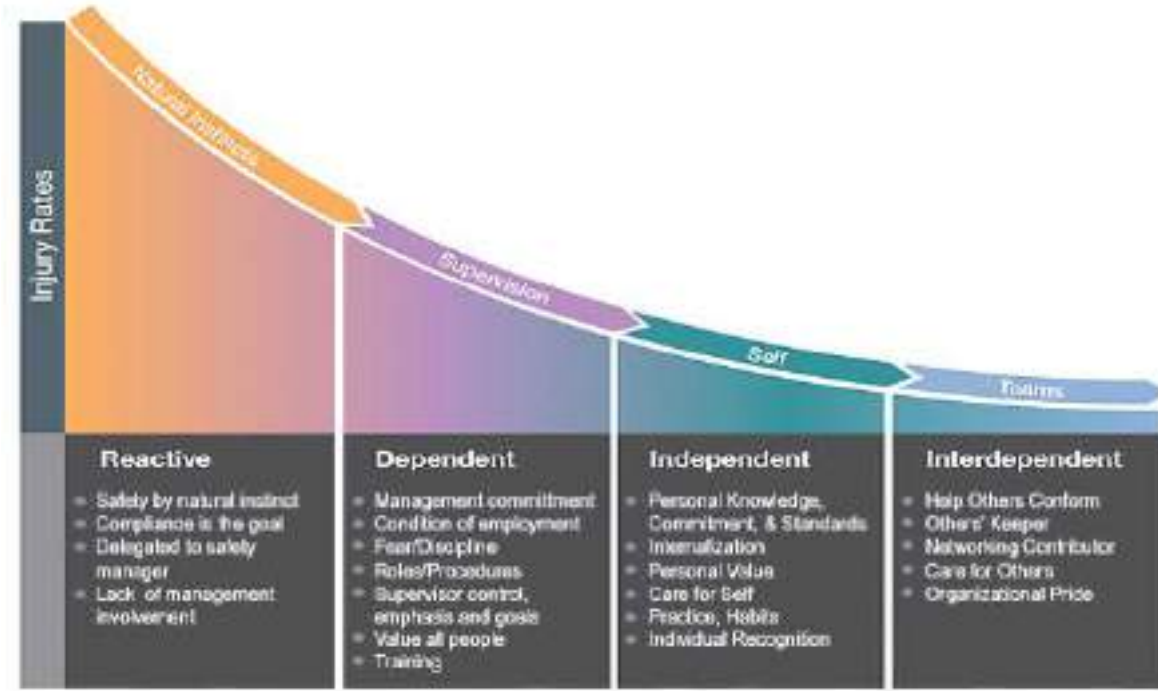 Injury Rates
Natural Instincts
Supervision
Self
Teams
Reactive
Safety by natural instinct
Compliance is the goal
Delegated to safety
manager
Lack of management
involvement
Dependent
Management committment
Condition of employment
Fear/Discipline
Roles/Procedures
Supervisor control,
emphasis and goals
Value all people
Training
Independent
Personal Knowledge,
Commitment, & Standards
Internalization
Personal Value
Care for Self
Practice, Habits
Individual Recognition
Interdependent
Help Others Conform
Others' Keeper
Networking Contributor
Care for Others
Organizational Pride